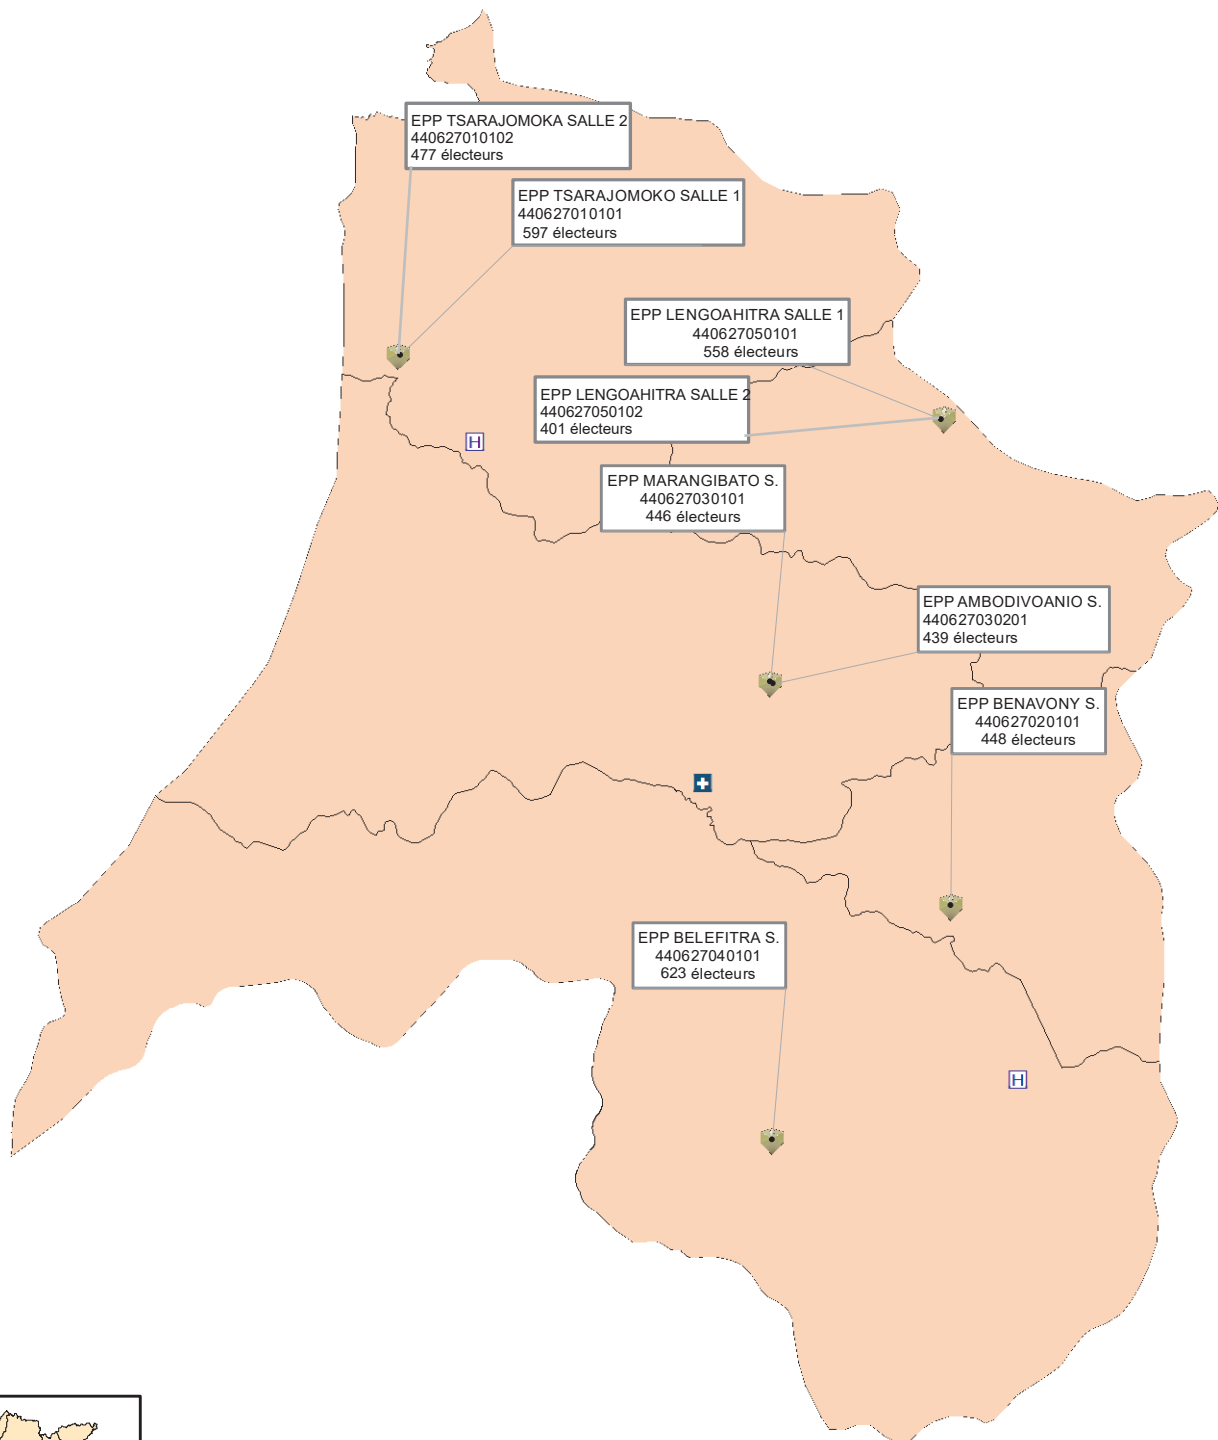 EPP TSARAJOMOKA SALLE 2
440627010102
477 électeurs
EPP TSARAJOMOKO SALLE 1
440627010101
597 électeurs
EPP LENGOAHITRA SALLE 1
440627050101
558 électeurs
EPP LENGOAHITRA SALLE 2
440627050102
401 électeurs
H
EPP MARANGIBATO S.
440627030101
446 électeurs
EPP AMBODIVOANIO S.
440627030201
439 électeurs
EPP BENAVONY S.
440627020101
448 électeurs
EPP BELEFITRA S.
440627040101
623 électeurs
H